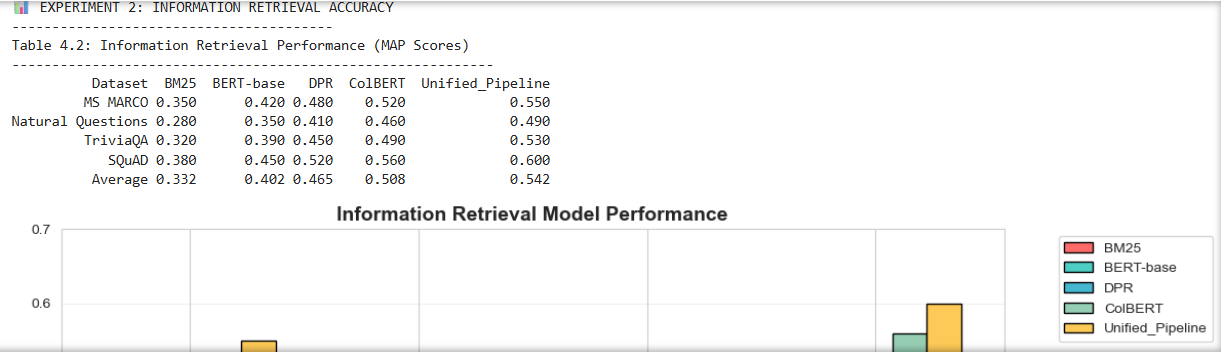 📊 EXPERIMENT 2: INFORMATION RETRIEVAL ACCURACY
----------------------------------------
Table 4.2: Information Retrieval Performance (MAP Scores)
------------------------------------------------------------
Dataset BM25 BERT-base DPR ColBERT Unified_Pipeline
MS MARCO 0.350 0.420 0.480 0.520 0.550
Natural Questions 0.280 0.350 0.410 0.460 0.490
TriviaQA 0.320 0.390 0.450 0.490 0.530
SQuAD 0.380 0.450 0.520 0.560 0.600
Average 0.332 0.402 0.465 0.508 0.542
Information Retrieval Model Performance
0.7
0.6
BM25
BERT-base
DPR
ColBERT
Unified_Pipeline